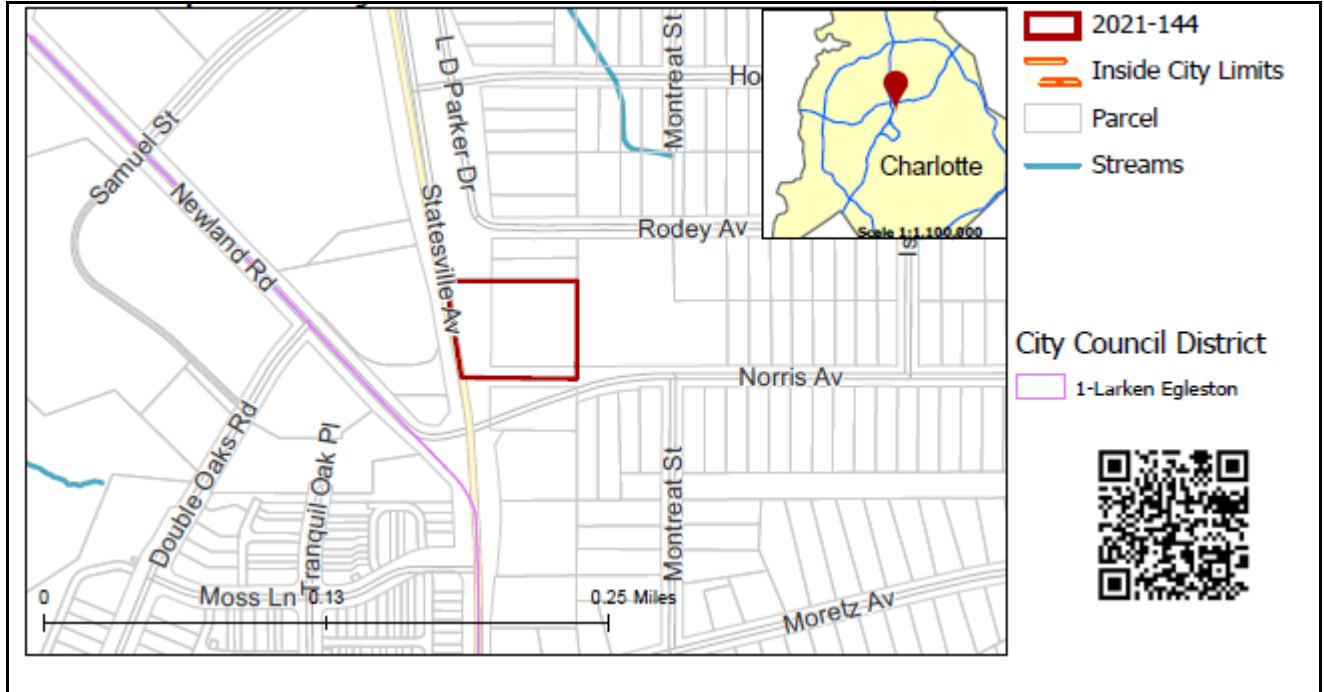 L D Parker Dr
Montreat St
Ho
Samuel St
Newland Rd
Statesville Av
Rodey Av
Charlotte
Scale 1:1,100,000
Is
Norris Av
Double Oaks Rd
Tranquil Oak Pl
Montreat St
Moss Ln
Moretz Av
0 0.13 0.25 Miles
2021-144
Inside City Limits
Parcel
Streams
City Council District
1-Larken Egleston